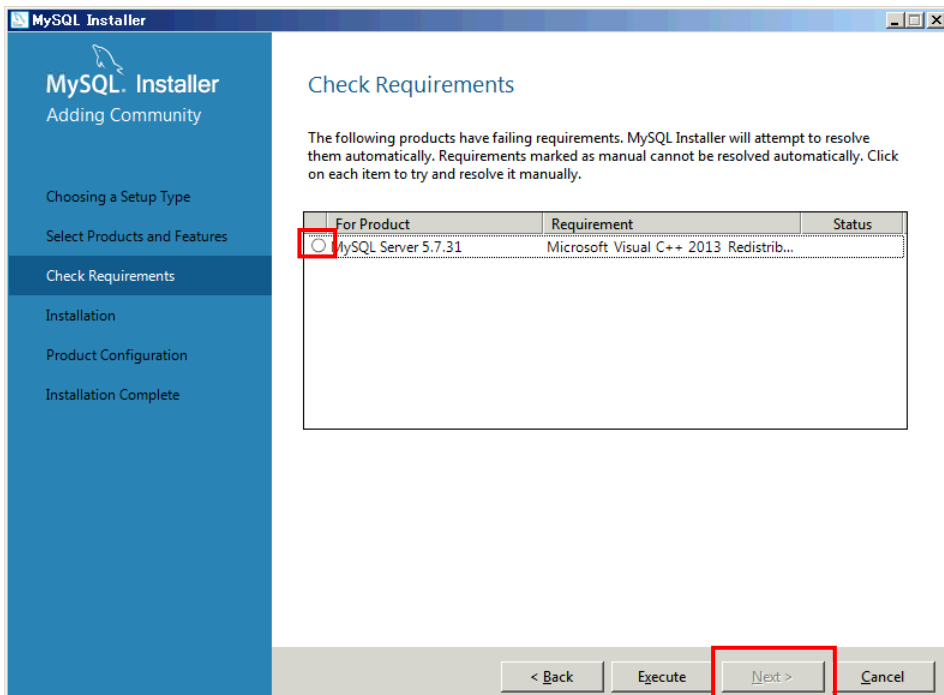 MySQL Installer
MySQL. Installer
Adding Community
Choosing a Setup Type
Select Products and Features
Check Requirements
Installation
Product Configuration
Installation Complete
Check Requirements
The following products have failing requirements. MySQL Installer will attempt to resolve
them automatically. Requirements marked as manual cannot be resolved automatically. Click
on each item to try and resolve it manually.
For Product Requirement Status
MySQL Server 5.7.31 Microsoft Visual C++ 2013 Redistrib...
< Back Execute Next > Cancel